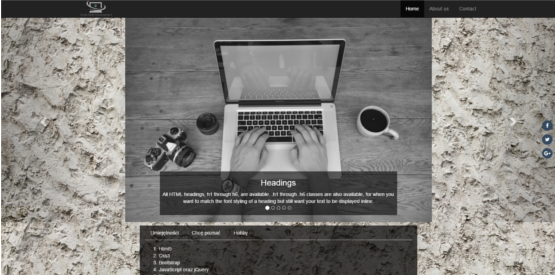 Home About us Contact
Headings
All HTML headings, h1 through h6, are available. .h1 through .h6 classes are also available, for when you
want to match the font styling of a heading but still want your text to be displayed inline.
Umiejętności Chcę poznać Hobby
1. Html5
2. Css3
3. Bootstrap
4. JavaScript oraz jQuery